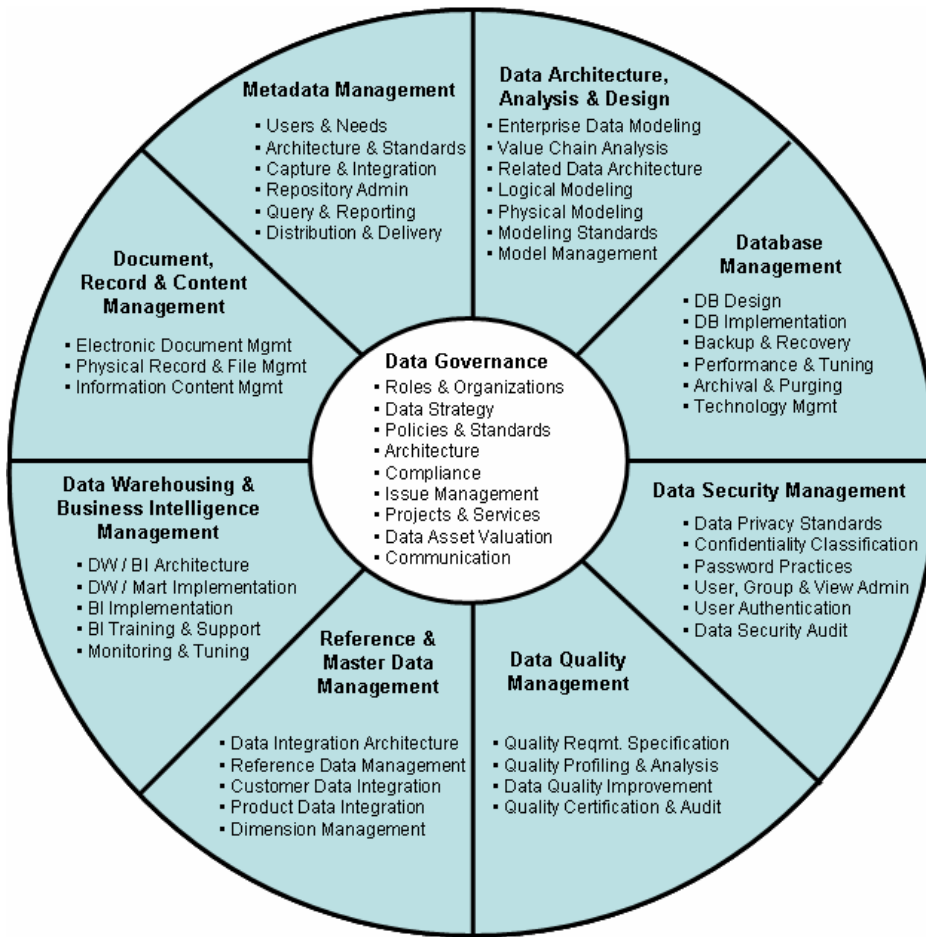 Metadata Management
▪ Users & Needs
▪ Architecture & Standards
▪ Capture & Integration
▪ Repository Admin
▪ Query & Reporting
▪ Distribution & Delivery
Data Architecture,
Analysis & Design
▪ Enterprise Data Modeling
▪ Value Chain Analysis
▪ Related Data Architecture
▪ Logical Modeling
▪ Physical Modeling
▪ Modeling Standards
▪ Model Management
Database
Management
▪ DB Design
▪ DB Implementation
▪ Backup & Recovery
▪ Performance & Tuning
▪ Archival & Purging
▪ Technology Mgmt
Data Security Management
▪ Data Privacy Standards
▪ Confidentiality Classification
▪ Password Practices
▪ User, Group & View Admin
▪ User Authentication
▪ Data Security Audit
Data Quality
Management
▪ Quality Reqmt. Specification
▪ Quality Profiling & Analysis
▪ Data Quality Improvement
▪ Quality Certification & Audit
Reference &
Master Data
Management
▪ Data Integration Architecture
▪ Reference Data Management
▪ Customer Data Integration
▪ Product Data Integration
▪ Dimension Management
Data Warehousing &
Business Intelligence
Management
▪ DW / BI Architecture
▪ DW / Mart Implementation
▪ BI Implementation
▪ BI Training & Support
▪ Monitoring & Tuning
Document,
Record & Content
Management
▪ Electronic Document Mgmt
▪ Physical Record & File Mgmt
▪ Information Content Mgmt
Data Governance
▪ Roles & Organizations
▪ Data Strategy
▪ Policies & Standards
▪ Architecture
▪ Compliance
▪ Issue Management
▪ Projects & Services
▪ Data Asset Valuation
▪ Communication